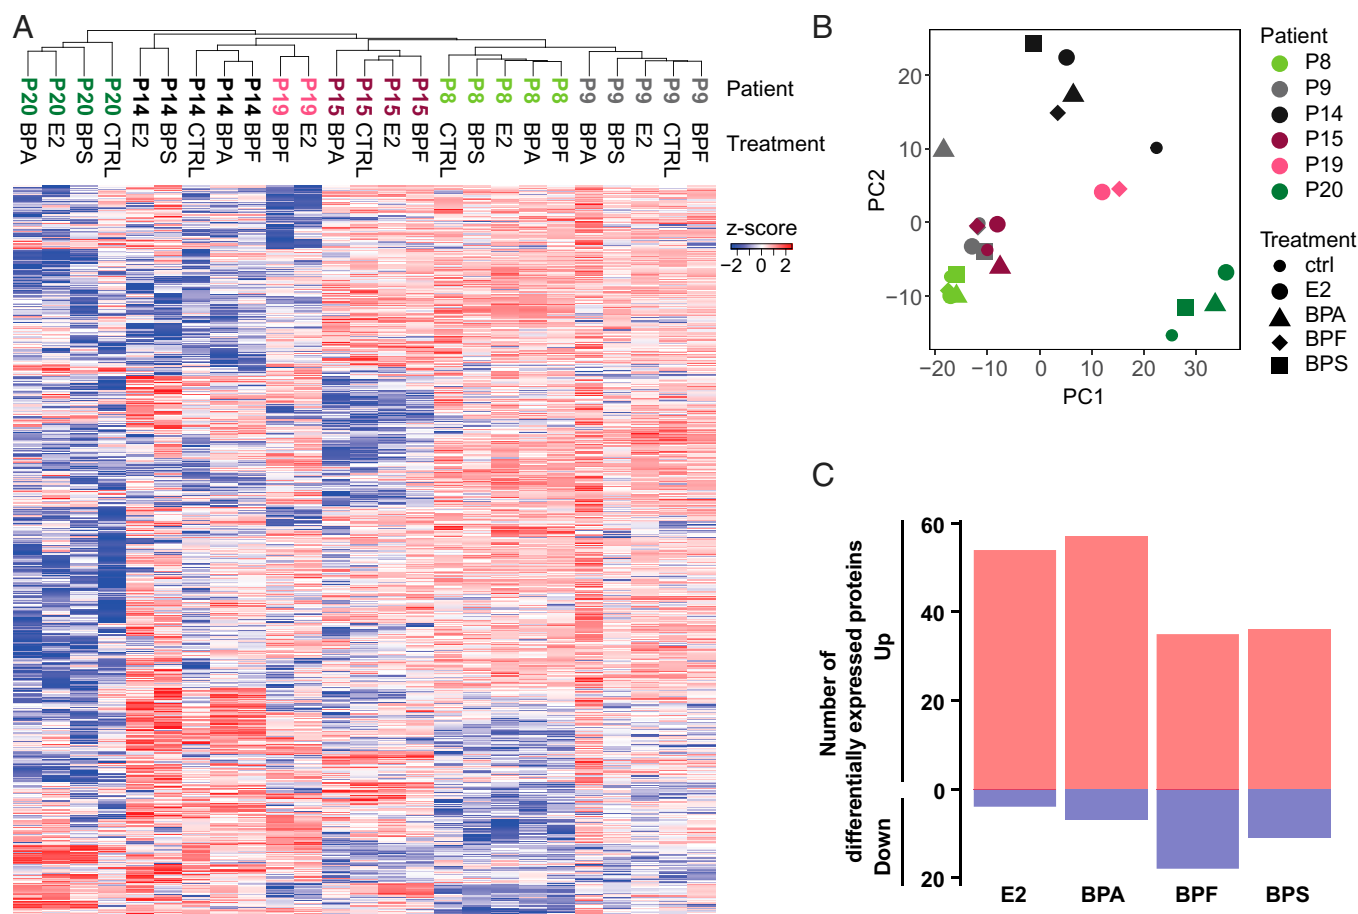 A
P20 P20 P20 P20 P14 P14 P14 P14 P14 P19 P19 P15 P15 P15 P15 P8 P8 P8 P8 P8 P9 P9 P9 P9 P9
Patient
BPA E2 BPS CTRL E2 BPS CTRL BPA BPF BPF E2 BPA CTRL E2 BPF CTRL BPS E2 BPA BPF BPA BPS E2 CTRL BPF
Treatment
z-score
−2 0 2
B
20
10
0
−10
PC2
−20 −10 0 10 20 30
PC1
Patient
P8
P9
P14
P15
P19
P20
Treatment
ctrl
E2
BPA
BPF
BPS
C
Number of
differentially expressed proteins
Down Up
60
40
20
0
20
E2 BPA BPF BPS